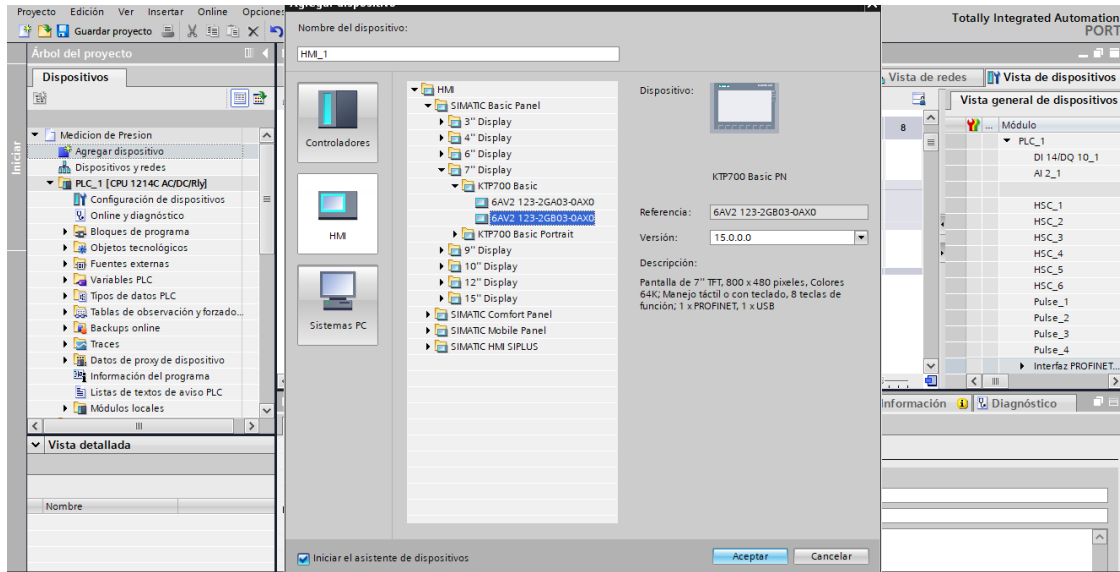 Proyecto Edición Ver Insertar Online Opciones
Guardar proyecto
Totally Integrated Automation
PORT
Árbol del proyecto
Dispositivos
Iniciar
Medicion de Presion
Agregar dispositivo
Dispositivos y redes
PLC_1 [CPU 1214C AC/DC/Rly]
Configuración de dispositivos
Online y diagnóstico
Bloques de programa
Objetos tecnológicos
Fuentes externas
Variables PLC
Tipos de datos PLC
Tablas de observación y forzado...
Backups online
Traces
Datos de proxy de dispositivo
Información del programa
Listas de textos de aviso PLC
Módulos locales
Vista detallada
Nombre
Agregar dispositivo
Nombre del dispositivo:
HMI_1
Controladores
HMI
Sistemas PC
HMI
SIMATIC Basic Panel
3'' Display
4'' Display
6'' Display
7'' Display
KTP700 Basic
6AV2 123-2GA03-0AX0
6AV2 123-2GB03-0AX0
KTP700 Basic Portrait
9'' Display
10'' Display
12'' Display
15'' Display
SIMATIC Comfort Panel
SIMATIC Mobile Panel
SIMATIC HMI SIPLUS
Dispositivo:
KTP700 Basic PN
Referencia: 6AV2 123-2GB03-0AX0
Versión: 15.0.0.0
Descripción:
Pantalla de 7'' TFT, 800 x 480 píxeles, Colores
64K; Manejo táctil o con teclado, 8 teclas de
función; 1 x PROFINET, 1 x USB
Iniciar el asistente de dispositivos
Aceptar Cancelar
Vista de redes Vista de dispositivos
Vista general de dispositivos
8
... Módulo
PLC_1
DI 14/DQ 10_1
AI 2_1
HSC_1
HSC_2
HSC_3
HSC_4
HSC_5
HSC_6
Pulse_1
Pulse_2
Pulse_3
Pulse_4
Interfaz PROFINET...
Información Diagnóstico